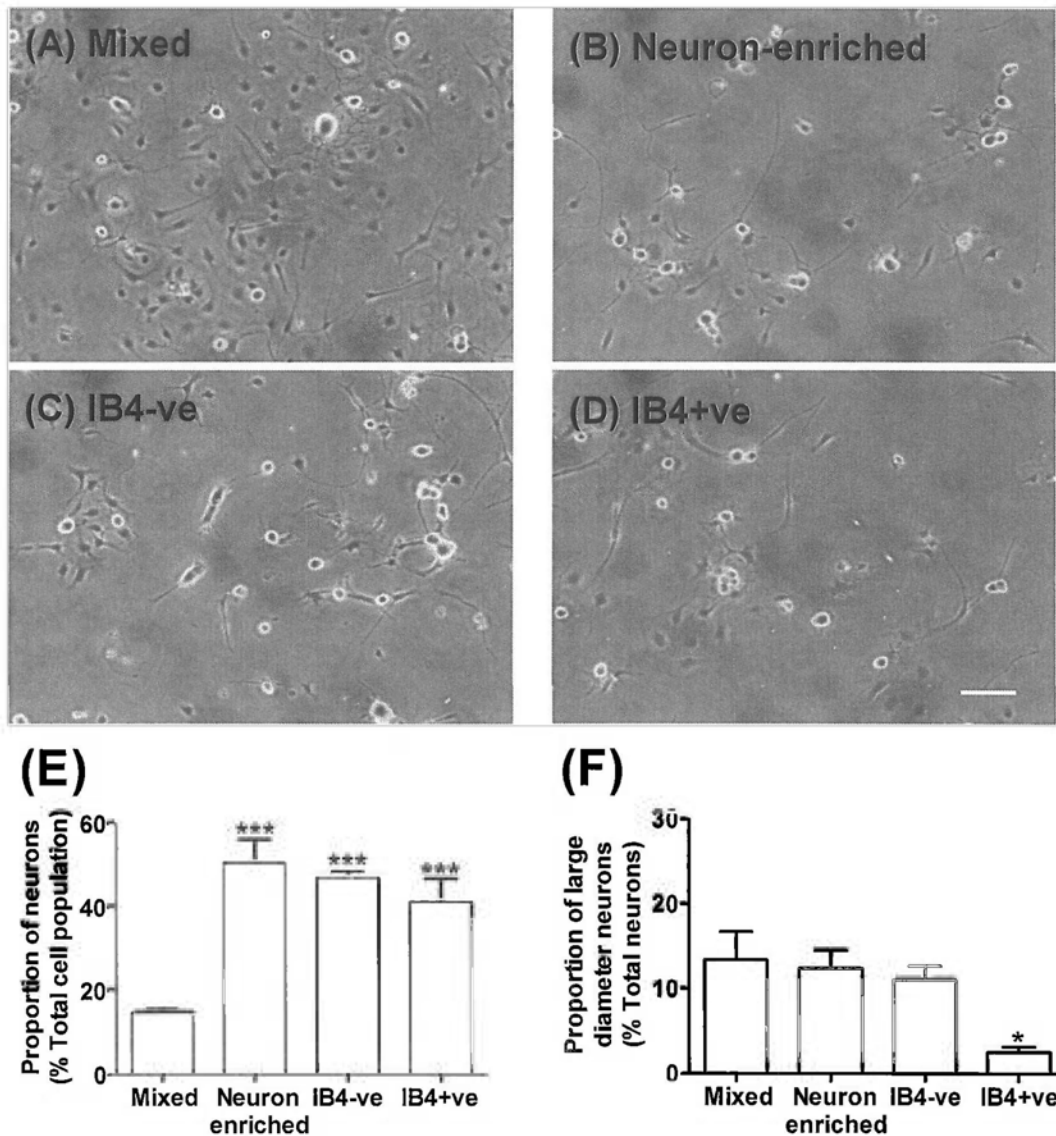 (A) Mixed
(B) Neuron-enriched
(C) IB4-ve
(D) IB4+ve
(E)
Proportion of neurons
(% Total cell population)
60
40
20
0
***
***
***
Mixed
Neuron
enriched
IB4-ve
IB4+ve
(F)
Proportion of large
diameter neurons
(% Total neurons)
30
20
10
0
*
Mixed
Neuron
enriched
IB4-ve
IB4+ve